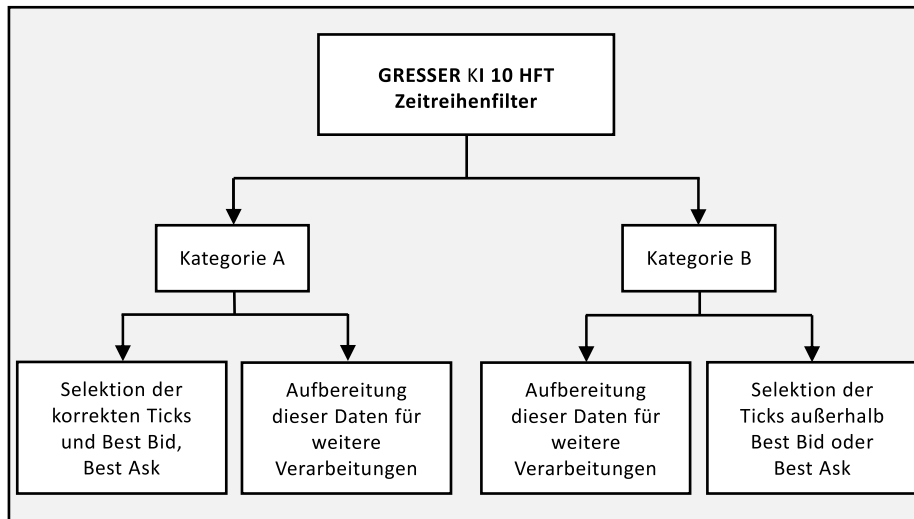 GRESSER KI 10 HFT
Zeitreihenfilter
Kategorie A
Kategorie B
Selektion der
korrekten Ticks
und Best Bid,
Best Ask
Aufbereitung
dieser Daten für
weitere
Verarbeitungen
Aufbereitung
dieser Daten für
weitere
Verarbeitungen
Selektion der
Ticks außerhalb
Best Bid oder
Best Ask